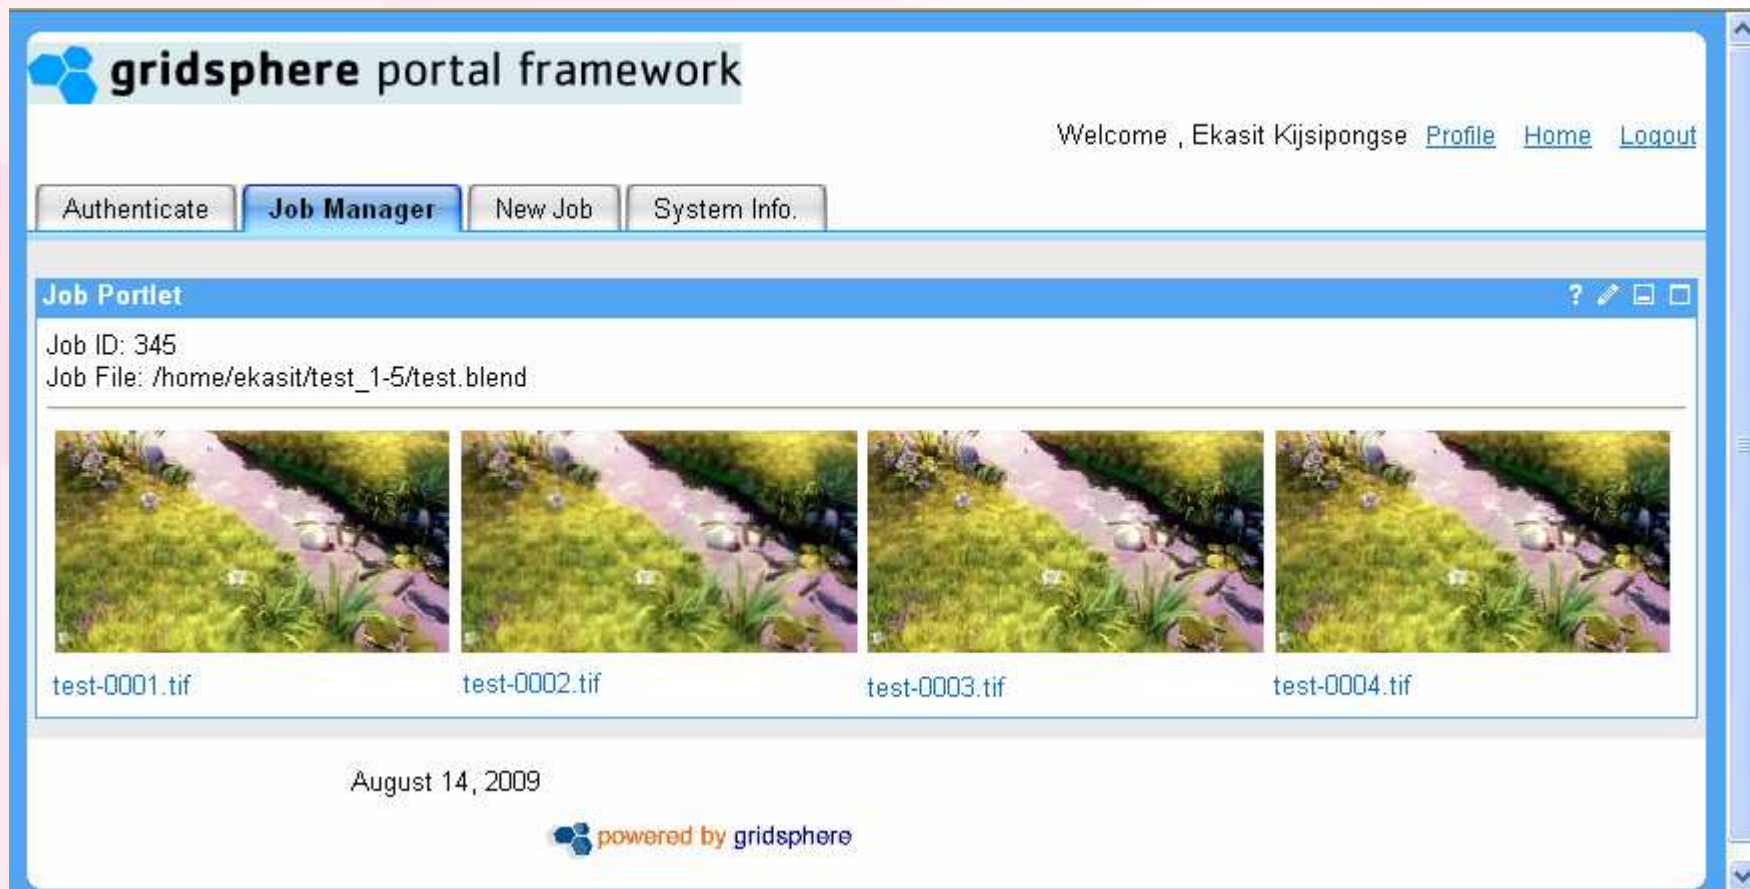 gridsphere portal framework
Welcome , Ekasit Kijsipongse Profile Home Logout
Authenticate Job Manager New Job System Info.
Job Portlet ?
Job ID: 345
Job File: /home/ekasit/test_1-5/test.blend
test-0001.tif test-0002.tif test-0003.tif test-0004.tif
August 14, 2009
powered by gridsphere